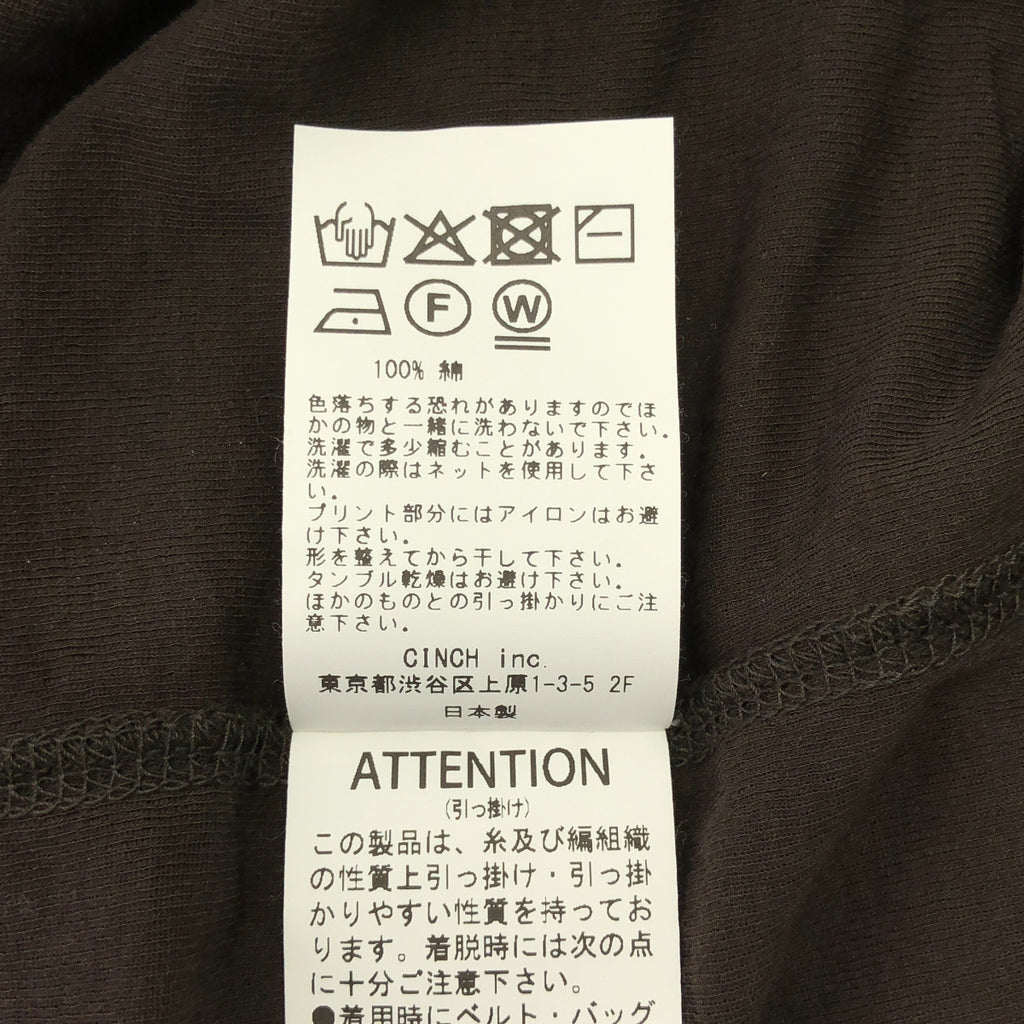 F W
100% 綿
色落ちする恐れがありますのでほ
かの物と一緒に洗わないで下さい.
洗濯で多少縮むことがあります.
洗濯の際はネットを使用して下さ
い.
プリント部分にはアイロンはお避
け下さい.
形を整えてから干して下さい.
タンブル乾燥はお避け下さい.
ほかのものとの引っ掛かりにご注
意下さい.
CINCH inc.
東京都渋谷区上原1-3-5 2F
日本製
ATTENTION
(引っ掛け)
この製品は、糸及び編組織
の性質上引っ掛け・引っ掛
かりやすい性質を持ってお
ります。着脱時には次の点
に十分ご注意下さい。
●着用時にベルト・バッグ